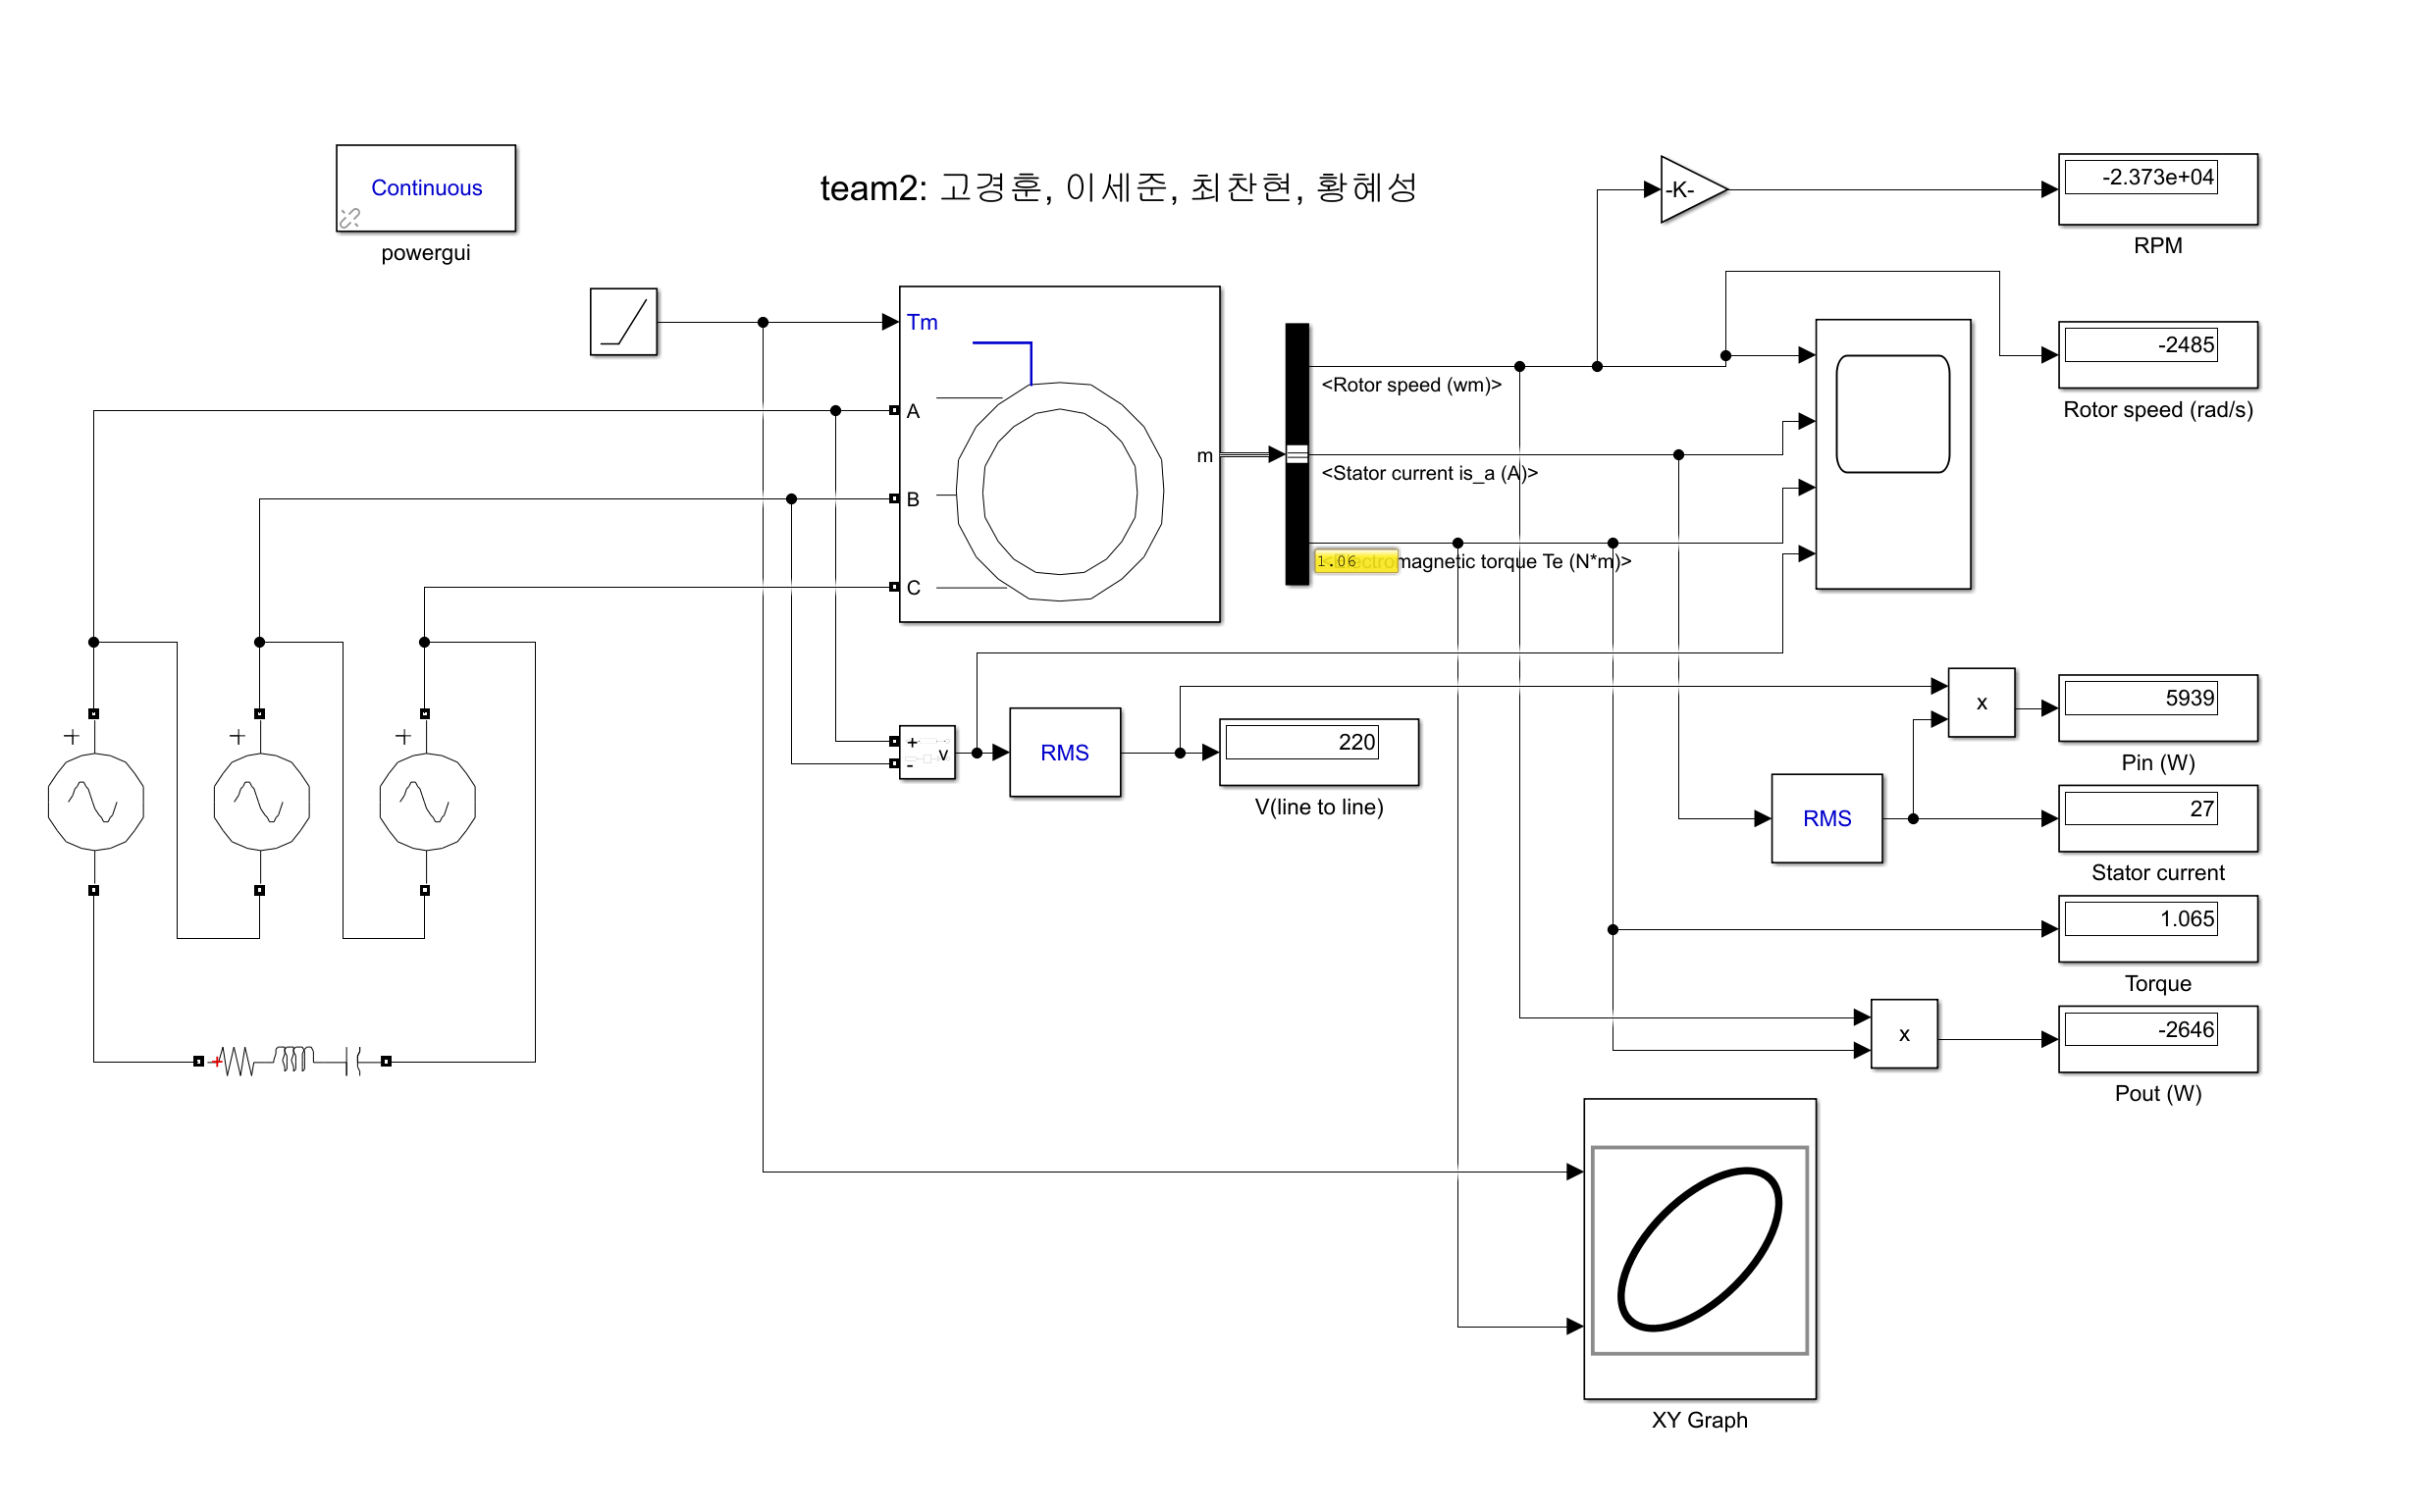 Continuous
powergui
team2: 고경훈, 이세준, 최찬현, 황혜성
-K-
-2.373e+04
RPM
-2485
Rotor speed (rad/s)
Tm
A
B
C
m
<Rotor speed (wm)>
<Stator current is_a (A)>
1.06
<Electromagnetic torque Te (N*m)>
+
+
+
+
-
v
RMS
220
V(line to line)
x
5939
Pin (W)
RMS
27
Stator current
1.065
Torque
x
-2646
Pout (W)
+
XY Graph